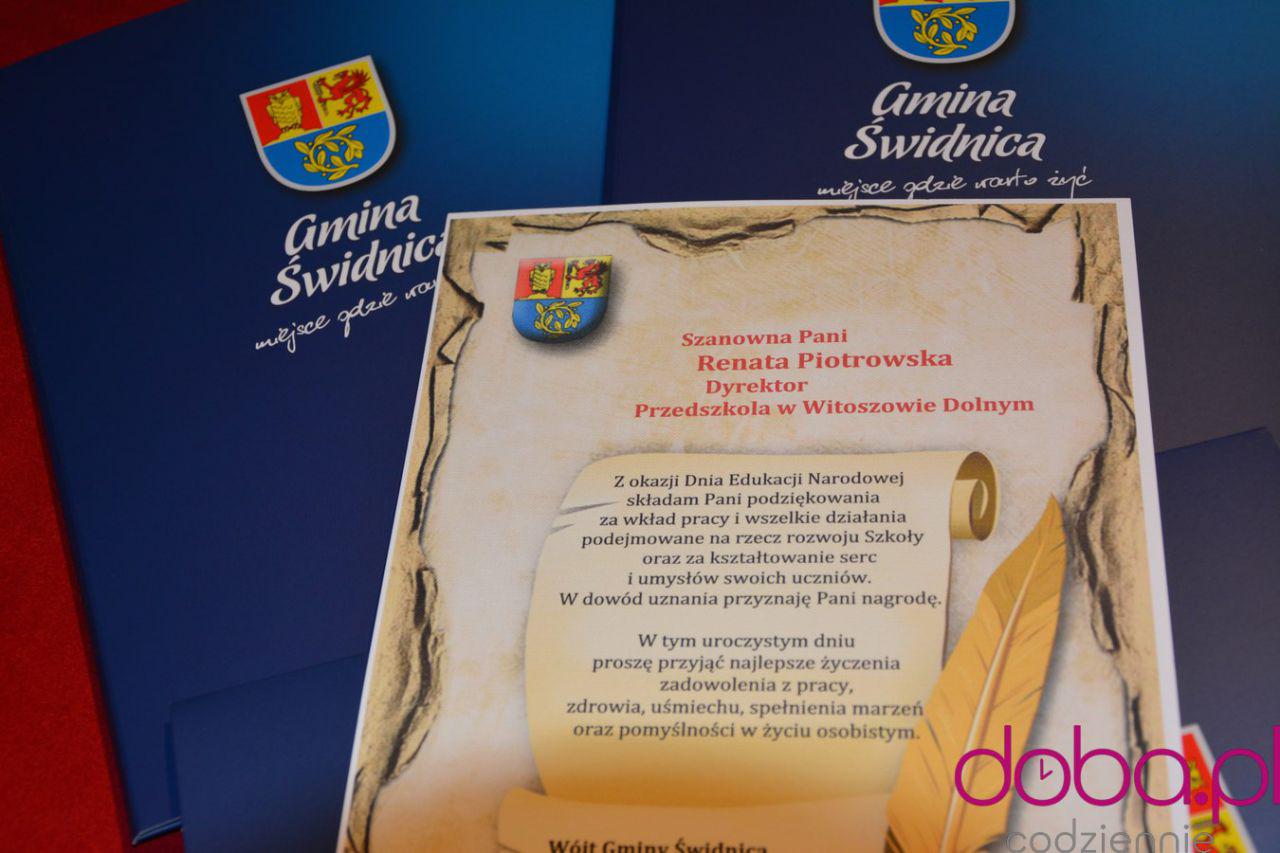 Gmina
Świdnica
miejsce gdzie
Gmina
Świdnica
miejsce gdzie warto żyć
Szanowna Pani
Renata Piotrowska
Dyrektor
Przedszkola w Witoszowie Dolnym
Z okazji Dnia Edukacji Narodowej
składam Pani podziękowania
za wkład pracy i wszelkie działania
podejmowane na rzecz rozwoju Szkoły
oraz za kształtowanie serc
i umysłów swoich uczniów.
W dowód uznania przyznaję Pani nagrodę.
W tym uroczystym dniu
proszę przyjąć najlepsze życzenia
zadowolenia z pracy,
zdrowia, uśmiechu, spełnienia marzeń
oraz pomyślności w życiu osobistym.
Wójt Gminy Świdnica
doba.pl
codziennie